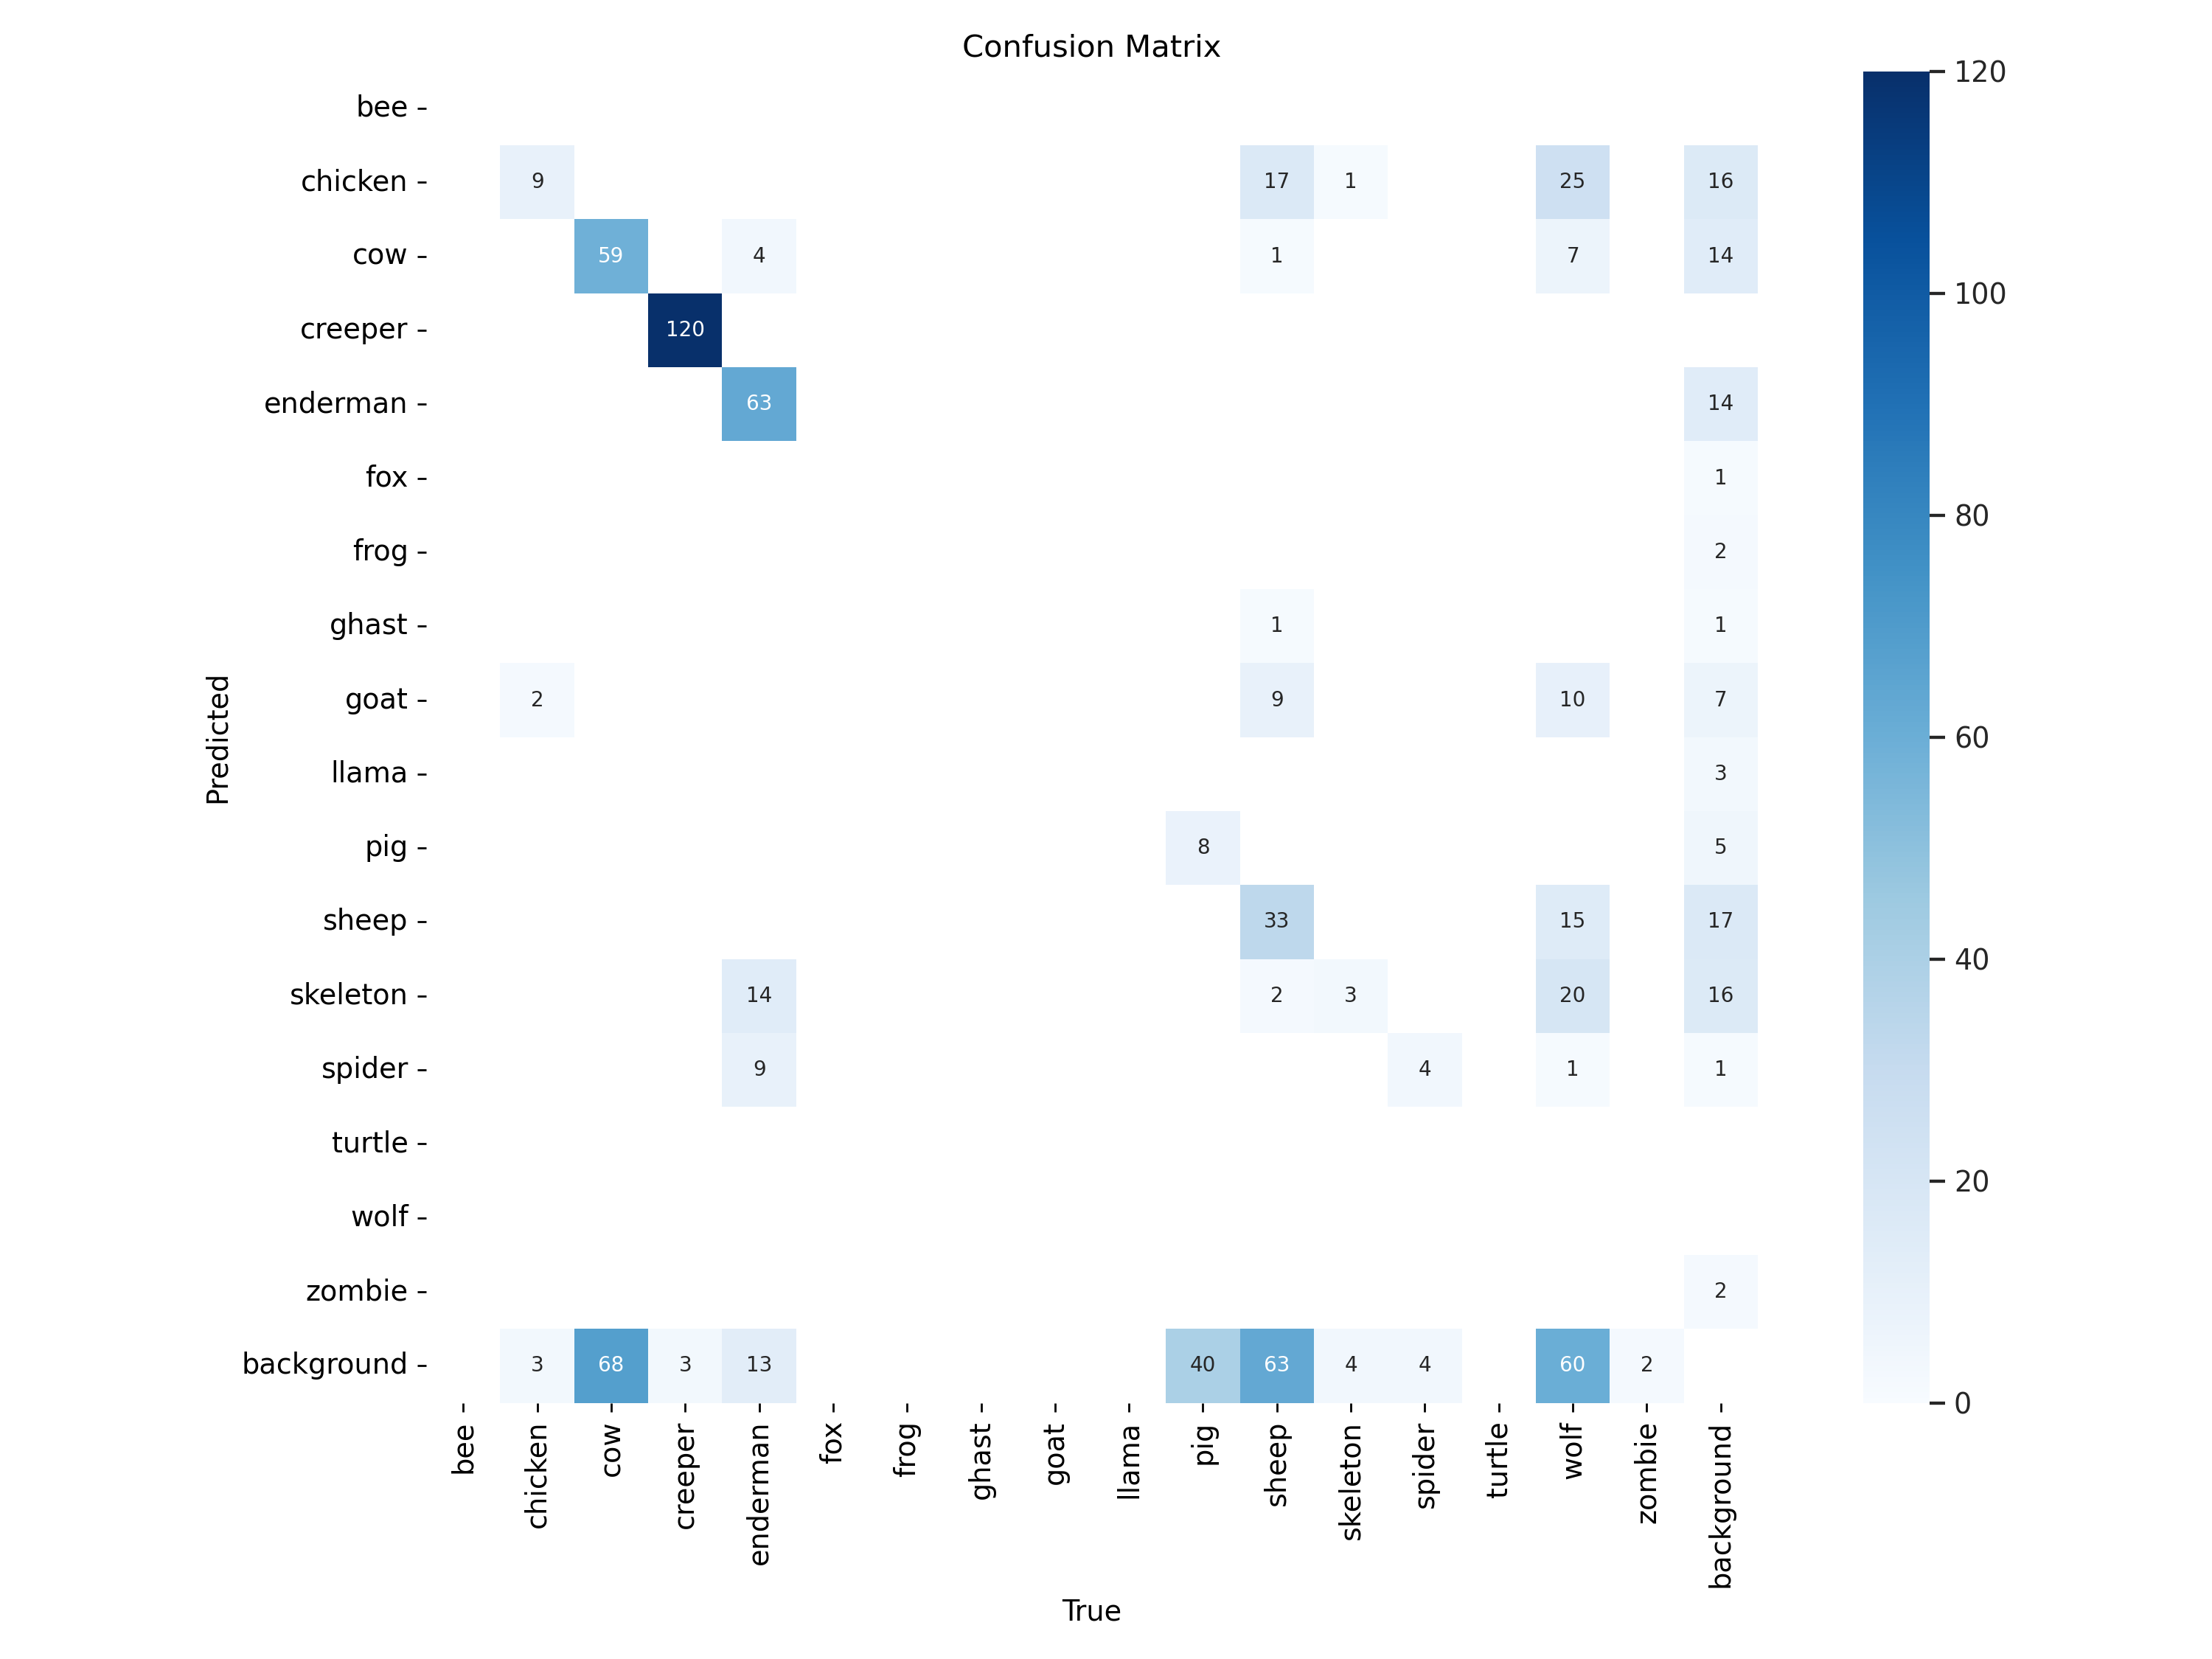 Confusion Matrix
bee
chicken 9 17 1 25 16
cow 59 4 1 7 14
creeper 120
enderman 63 14
fox 1
frog 2
ghast 1 1
goat 2 9 10 7
llama 3
pig 8 5
sheep 33 15 17
skeleton 14 2 3 20 16
spider 9 4 1 1
turtle
wolf
zombie 2
background 3 68 3 13 40 63 4 4 60 2
Predicted
bee chicken cow creeper enderman fox frog ghast goat llama pig sheep skeleton spider turtle wolf zombie background
True
120
100
80
60
40
20
0